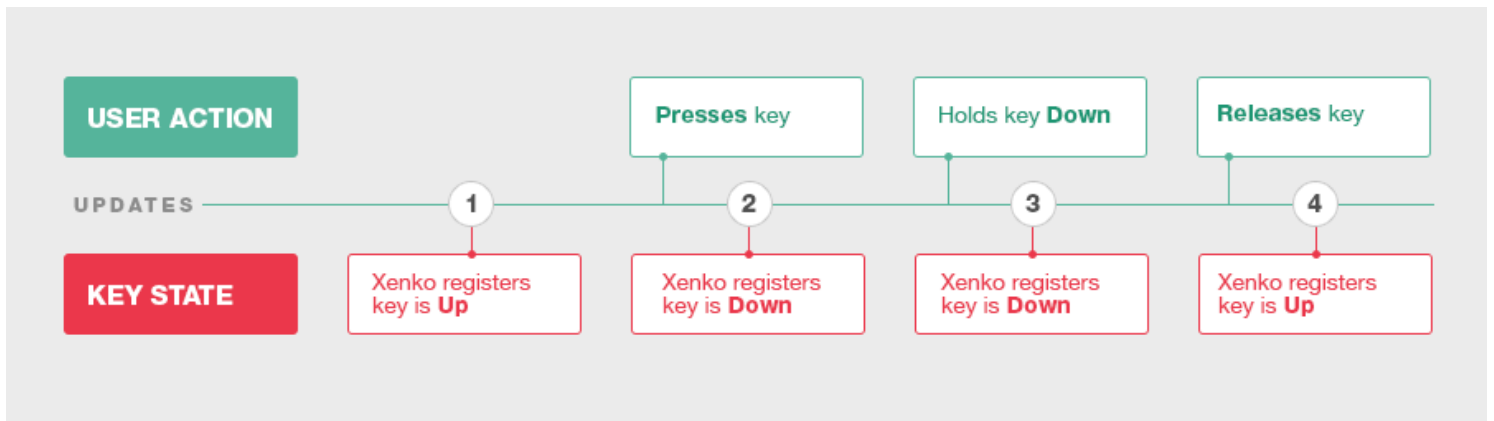 USER ACTION
Presses key
Holds key Down
Releases key
UPDATES
1
2
3
4
KEY STATE
Xenko registers
key is Up
Xenko registers
key is Down
Xenko registers
key is Down
Xenko registers
key is Up